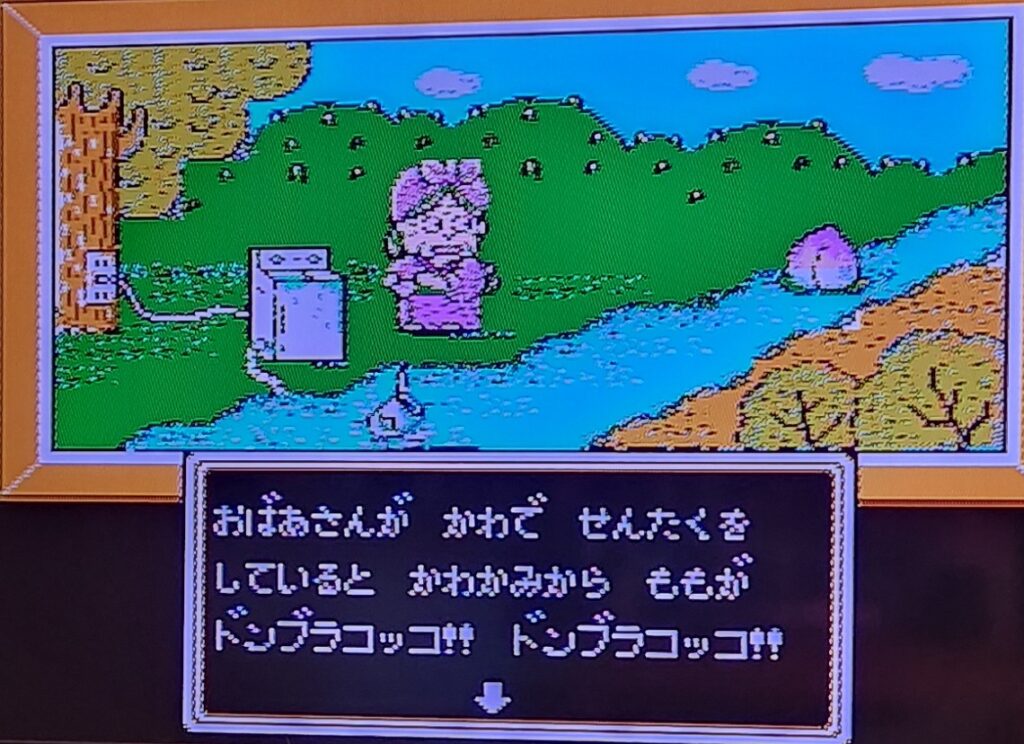 おばあさんが かわで せんたくを
していると かわかみから ももが
ドンブラコッコ!! ドンブラコッコ!!